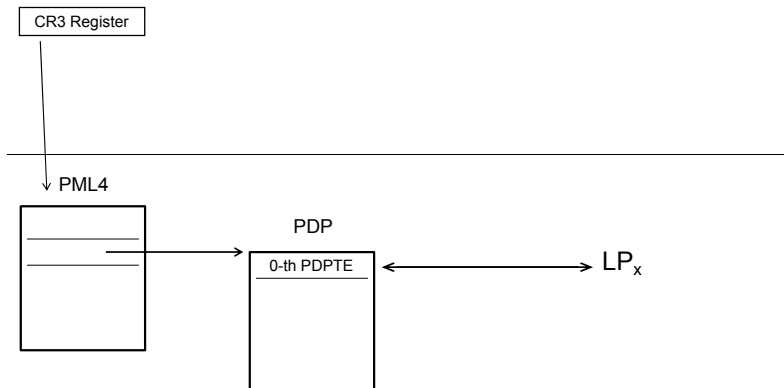 CR3 Register
PML4
PDP
0-th PDPTE
LPx